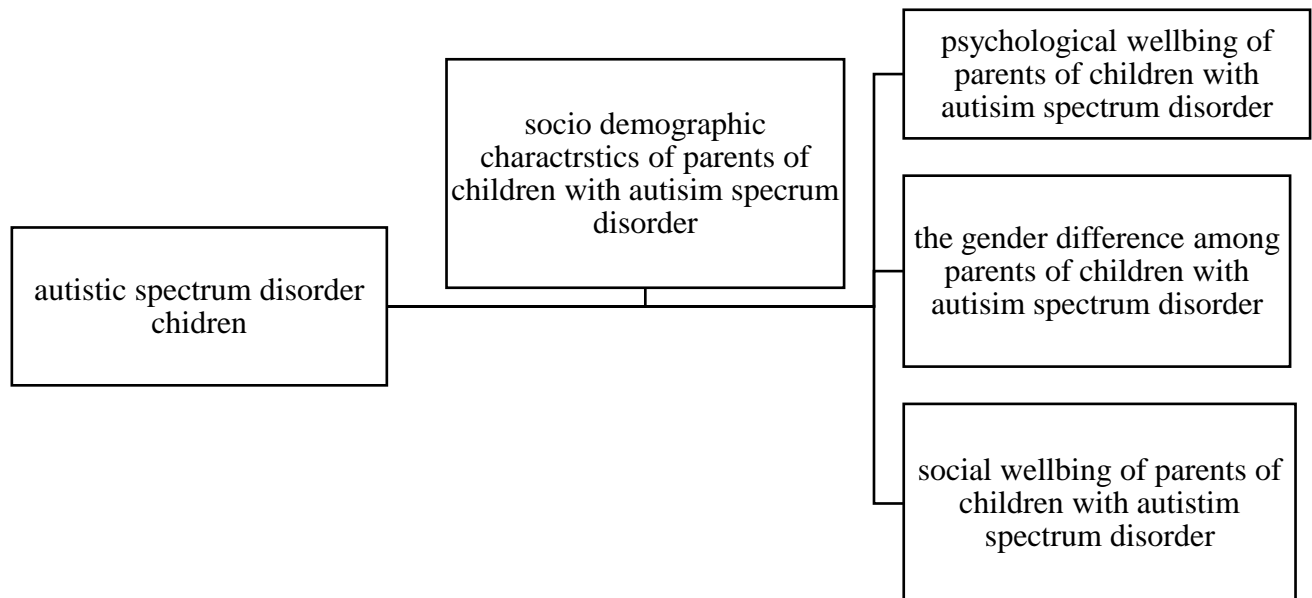 autistic spectrum disorder
chidren
socio demographic
charactrstics of parents of
children with autisim specrum
disorder
psychological wellbing of
parents of children with
autisim spectrum disorder
the gender difference among
parents of children with
autisim spectrum disorder
social wellbing of parents of
children with autistim
spectrum disorder